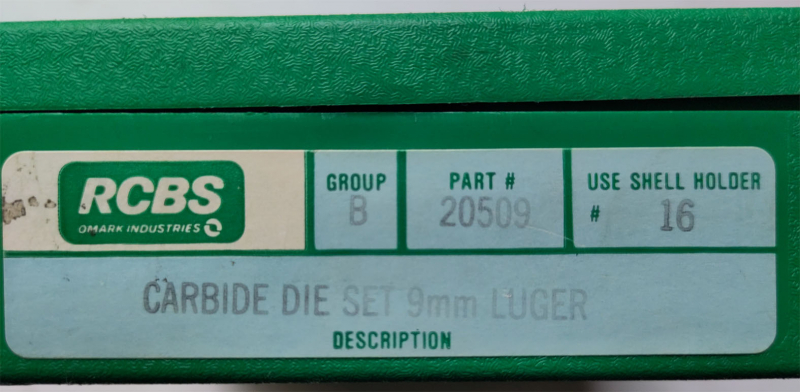 RCBS
OMARK INDUSTRIES
GROUP
B
PART #
20509
USE SHELL HOLDER
# 16
CARBIDE DIE SET 9mm LUGER
DESCRIPTION